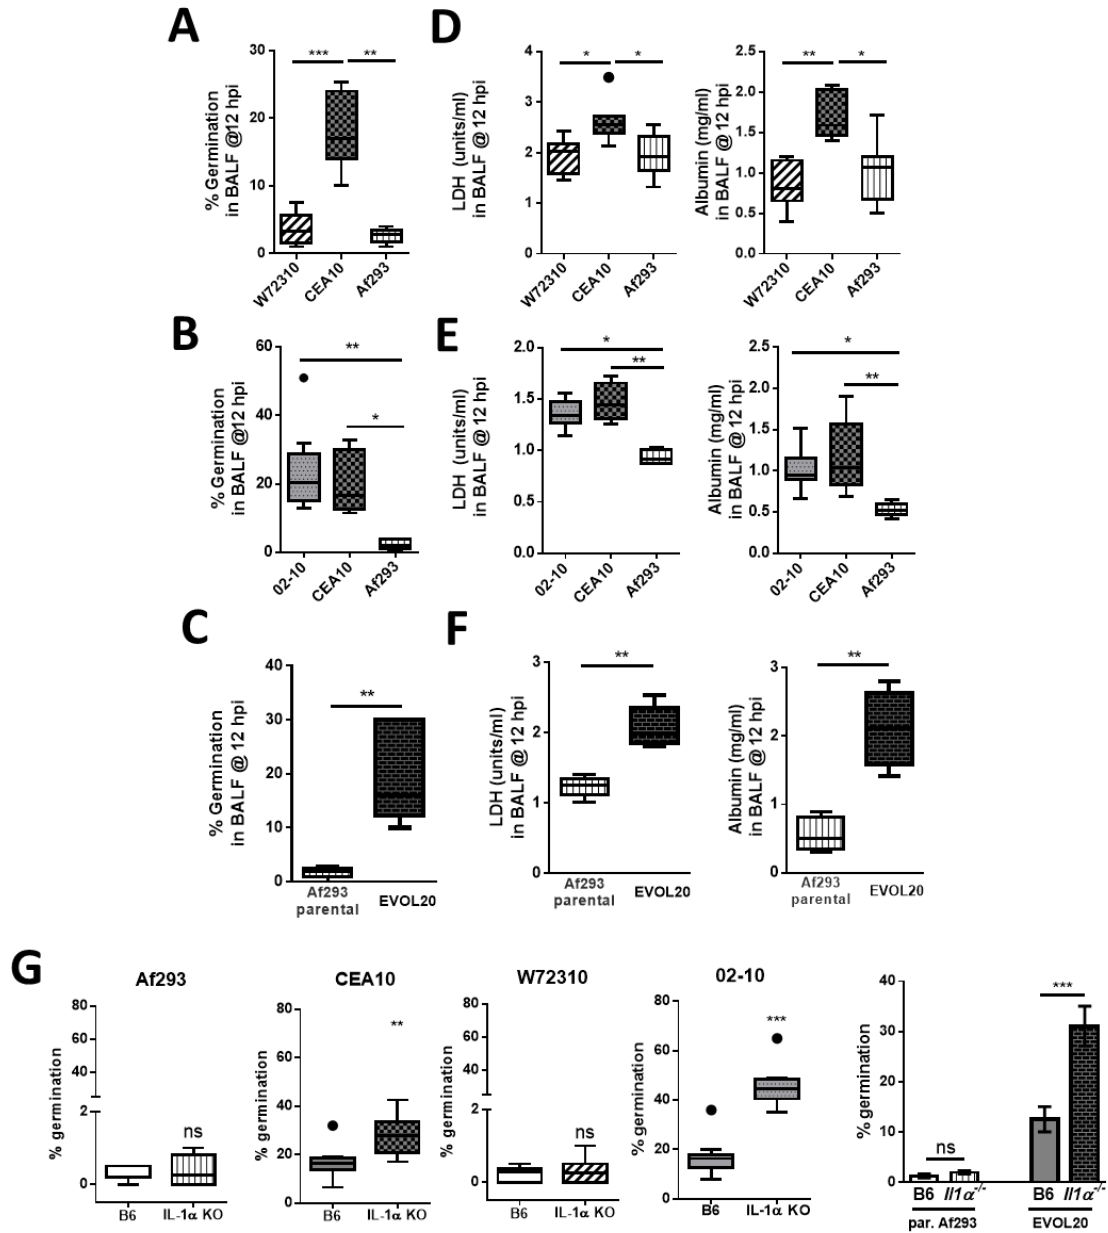 A
% Germination
in BALF @12 hpi
30
20
10
0
***
**
W72310
CEA10
Af293
D
LDH (units/ml)
in BALF @ 12 hpi
4
3
2
1
0
*
*
W72310
CEA10
Af293
Albumin (mg/ml)
in BALF @ 12 hpi
2.5
2.0
1.5
1.0
0.5
0.0
**
*
W72310
CEA10
Af293
B
% Germination
in BALF @12 hpi
60
40
20
0
**
*
02-10
CEA10
Af293
E
LDH (units/ml)
in BALF @ 12 hpi
2.0
1.5
1.0
0.5
0.0
*
**
02-10
CEA10
Af293
Albumin (mg/ml)
in BALF @ 12 hpi
2.5
2.0
1.5
1.0
0.5
0.0
*
**
02-10
CEA10
Af293
C
% Germination
in BALF @ 12 hpi
40
30
20
10
0
**
Af293
parental
EVOL20
F
LDH (units/ml)
in BALF @ 12 hpi
3
2
1
0
**
Af293
parental
EVOL20
Albumin (mg/ml)
in BALF @ 12 hpi
3
2
1
0
**
Af293
parental
EVOL20
G
Af293
% germination
80
60
40
2
0
ns
B6
IL-1α KO
CEA10
% germination
80
60
40
20
0
**
B6
IL-1α KO
W72310
% germination
80
60
40
2
0
ns
B6
IL-1α KO
02-10
% germination
80
60
40
20
0
***
B6
IL-1α KO
% germination
40
30
20
10
0
ns
***
B6 Il1α-/-
B6 Il1α-/-
par. Af293
EVOL20